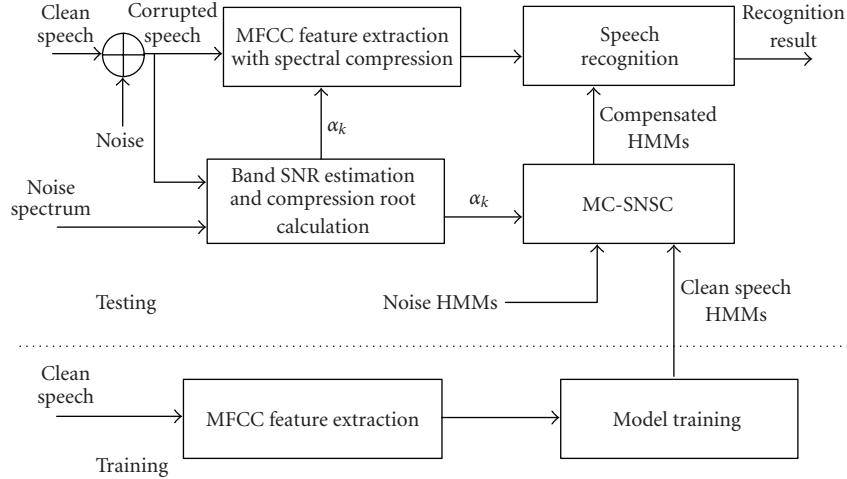 Clean
speech
Corrupted
speech
MFCC feature extraction
with spectral compression
Speech
recognition
Recognition
result
Noise
α_k
Compensated
HMMs
Noise
spectrum
Band SNR estimation
and compression root
calculation
α_k
MC-SNSC
Testing
Noise HMMs
Clean speech
HMMs
Clean
speech
MFCC feature extraction
Model training
Training